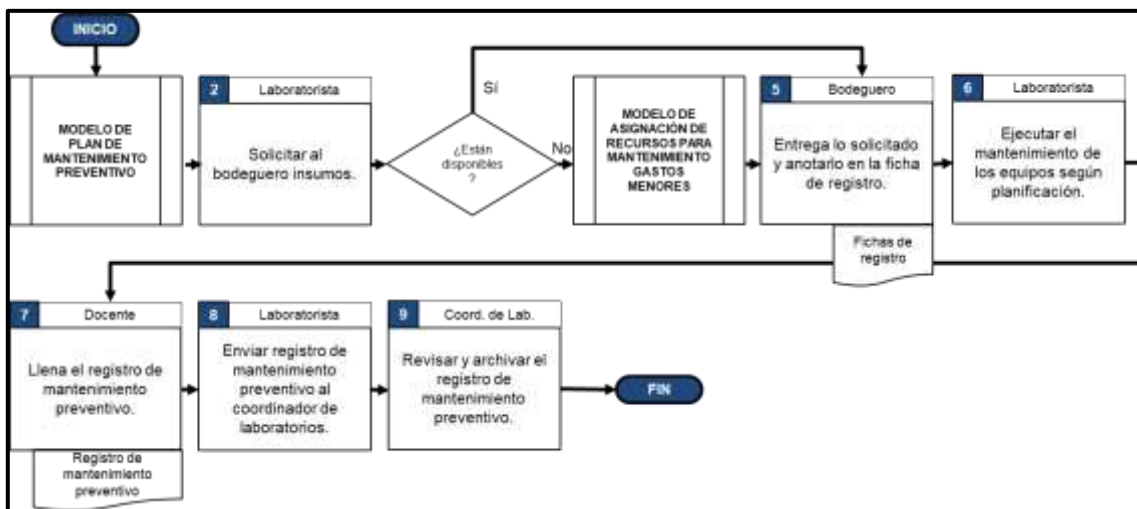 INICIO
MODELO DE
PLAN DE
MANTENIMIENTO
PREVENTIVO
2
Laboratorista
Solicitar al
bodeguero insumos.
¿Están
disponibles
?
Sí
No
MODELO DE
ASIGNACIÓN DE
RECURSOS PARA
MANTENIMIENTO
GASTOS
MENORES
5
Bodeguero
Entrega lo solicitado
y anotarlo en la ficha
de registro.
Fichas de
registro
6
Laboratorista
Ejecutar el
mantenimiento de
los equipos según
planificación.
7
Docente
Llena el registro de
mantenimiento
preventivo.
Registro de
mantenimiento
preventivo
8
Laboratorista
Enviar registro de
mantenimiento
preventivo al
coordinador de
laboratorios.
9
Coord. de Lab.
Revisar y archivar el
registro de
mantenimiento
preventivo.
FIN